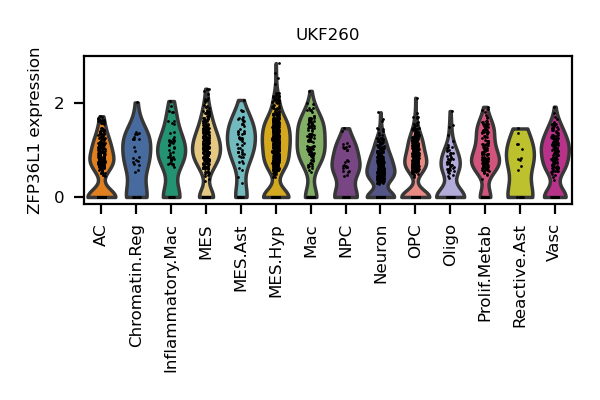 UKF260
ZFP36L1 expression
2
0
AC
Chromatin.Reg
Inflammatory.Mac
MES
MES.Ast
MES.Hyp
Mac
NPC
Neuron
OPC
Oligo
Prolif.Metab
Reactive.Ast
Vasc